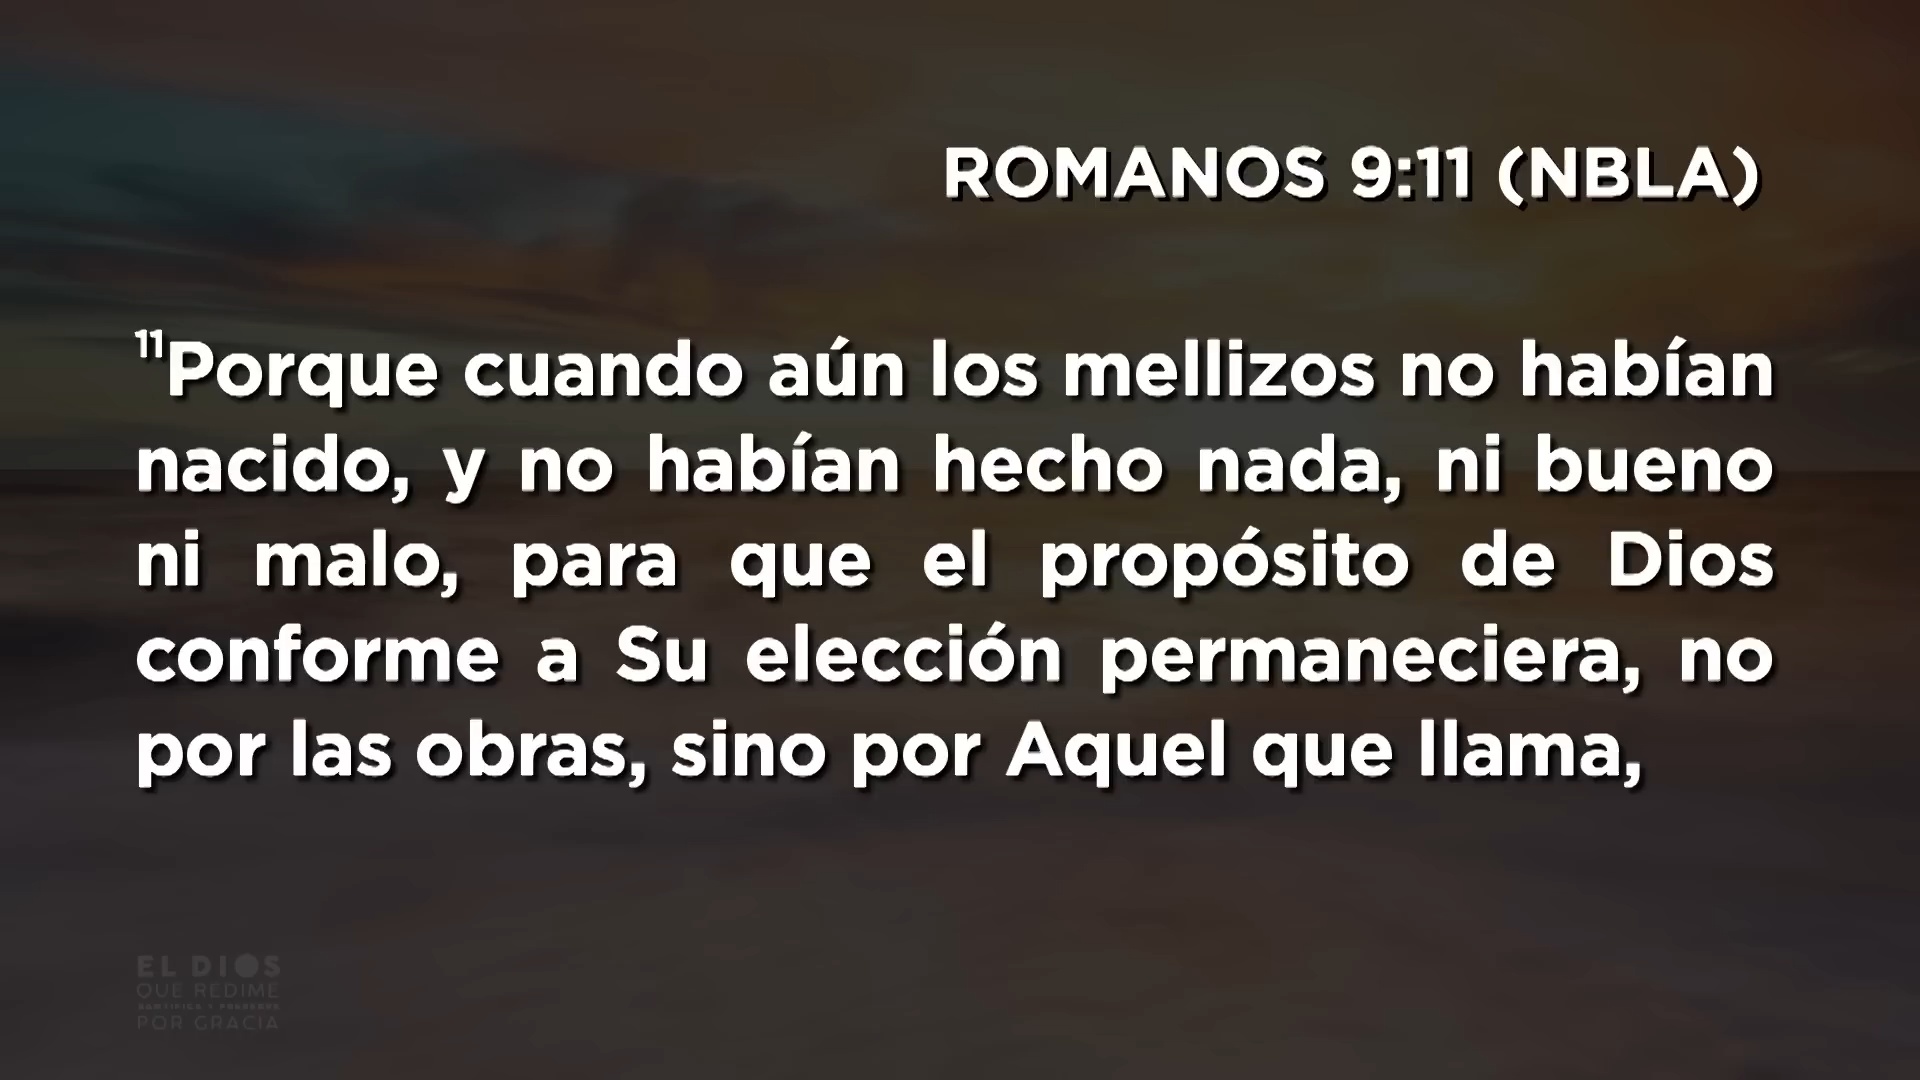 ROMANOS 9:11 (NBLA)
11Porque cuando aún los mellizos no habían
nacido, y no habían hecho nada, ni bueno
ni malo, para que el propósito de Dios
conforme a Su elección permaneciera, no
por las obras, sino por Aquel que llama,
EL DIOS
QUE REDIME
POR GRACIA